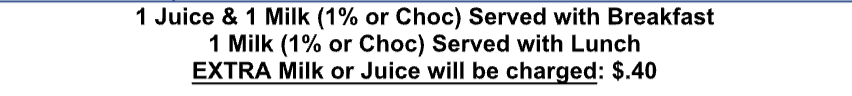 1 Juice & 1 Milk (1% or Choc) Served with Breakfast
1 Milk (1% or Choc) Served with Lunch
EXTRA Milk or Juice will be charged: $.40